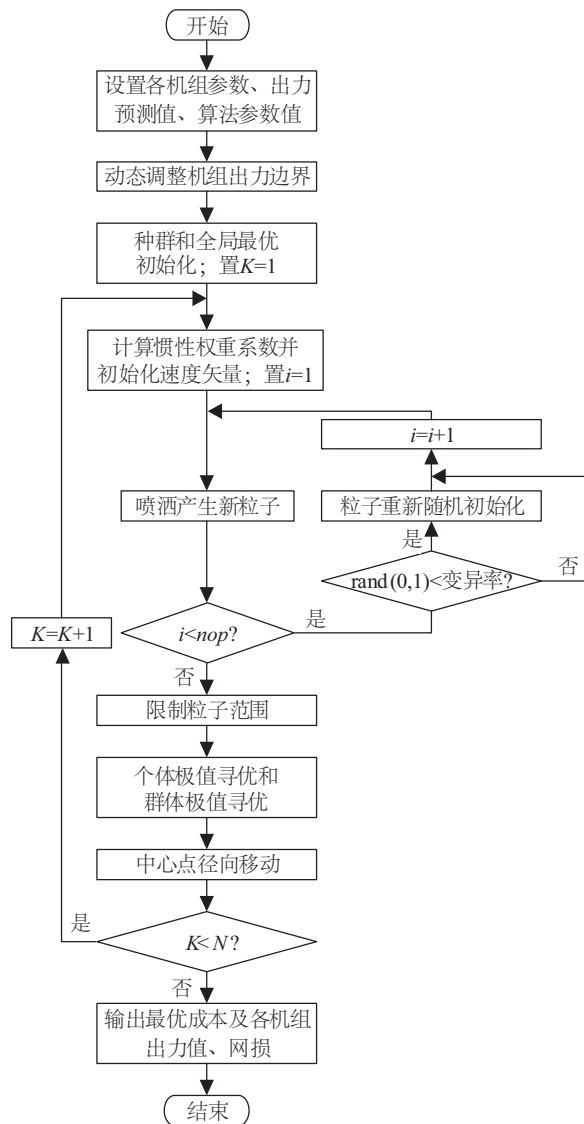 开始
设置各机组参数、出力
预测值、算法参数值
动态调整机组出力边界
种群和全局最优
初始化；置K=1
计算惯性权重系数并
初始化速度矢量；置i=1
i=i+1
喷洒产生新粒子
粒子重新随机初始化
是
rand(0,1)<变异率?
否
K=K+1
i<nop?
是
否
限制粒子范围
个体极值寻优和
群体极值寻优
中心点径向移动
是
K<N?
否
输出最优成本及各机组
出力值、网损
结束